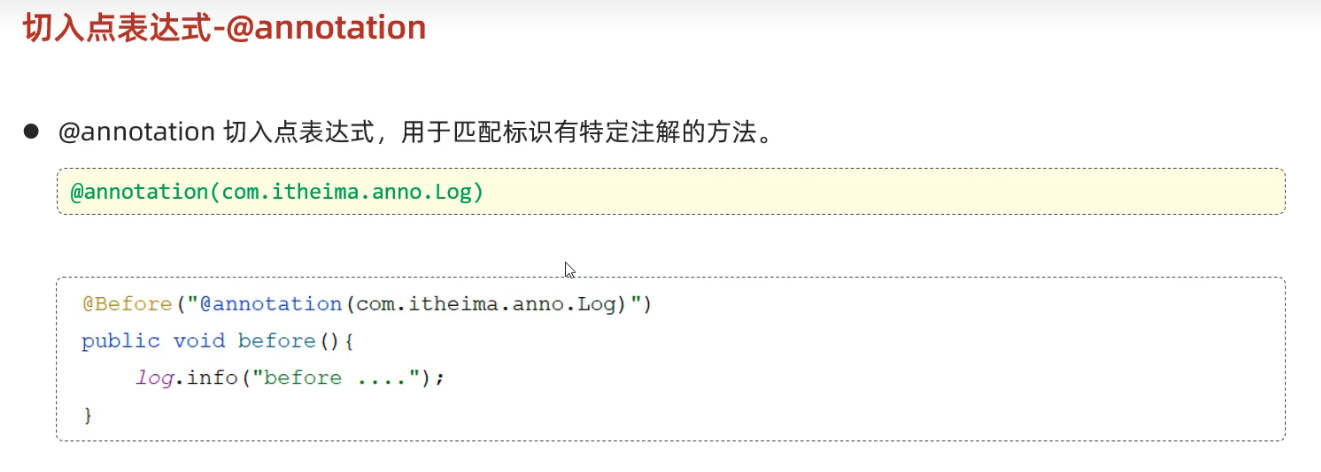 切入点表达式-@annotation
@annotation 切入点表达式，用于匹配标识有特定注解的方法。
@annotation(com.itheima.anno.Log)
@Before("@annotation(com.itheima.anno.Log)")
public void before(){
log.info("before ....");
}